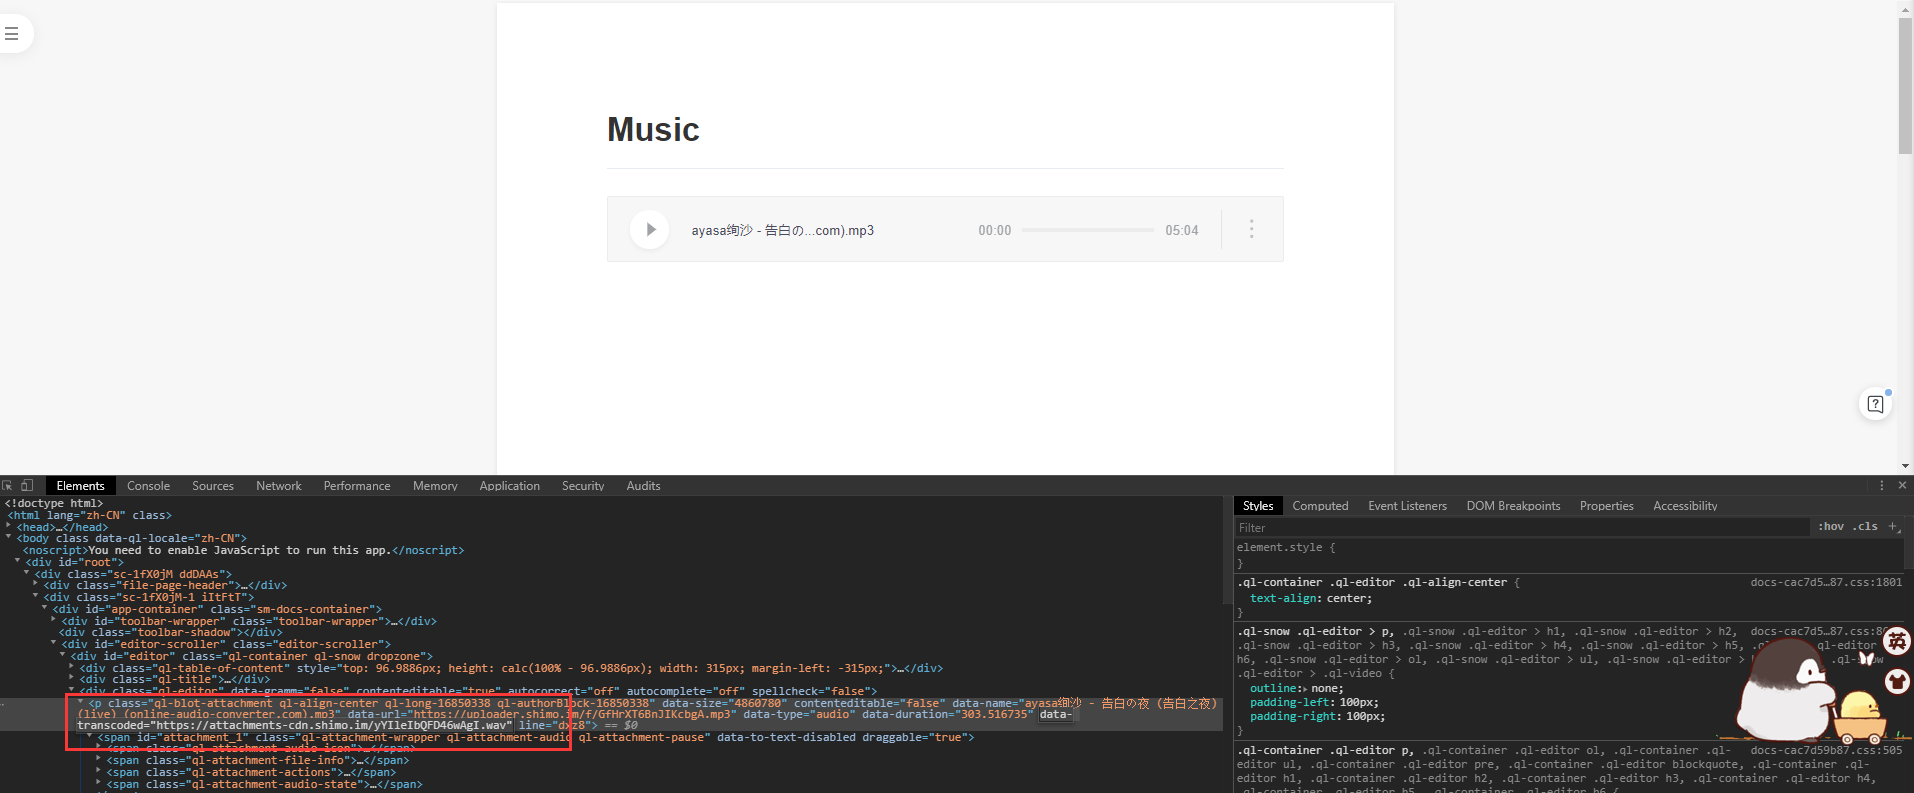 Music
ayasa绚沙 - 告白の...com).mp3
00:00
05:04
Elements Console Sources Network Performance Memory Application Security Audits
<!doctype html>
<html lang="zh-CN" class>
<head>…</head>
<body class data-ql-locale="zh-CN">
<noscript>You need to enable JavaScript to run this app.</noscript>
<div id="root">
<div class="sc-1fX0jM ddDAAs">
<div class="file-page-header">…</div>
<div class="sc-1fX0jM-1 iItFtT">
<div id="app-container" class="sm-docs-container">
<div id="toolbar-wrapper" class="toolbar-wrapper">…</div>
<div class="toolbar-shadow"></div>
<div id="editor-scroller" class="editor-scroller">
<div id="editor" class="ql-container ql-snow dropzone">
<div class="ql-table-of-content" style="top: 96.9886px; height: calc(100% - 96.9886px); width: 315px; margin-left: -315px;">…</div>
<div class="ql-title">…</div>
<div class="ql-editor" data-gramm="false" contenteditable="true" autocorrect="off" autocomplete="off" spellcheck="false">
<p class="ql-blot-attachment ql-align-center ql-long-16850338 ql-authorBlock-16850338" data-size="4860780" contenteditable="false" data-name="ayasa绚沙 - 告白の夜 (告白之夜)
(live) (online-audio-converter.com).mp3" data-url="https://uploader.shimo.im/f/GfHrXT6BnJIKcbgA.mp3" data-type="audio" data-duration="303.516735" data-
transcoded="https://attachments-cdn.shimo.im/yYIleIbQFD46wAgI.wav" line="dxz8"> == $0
<span id="attachment_1" class="ql-attachment-wrapper ql-attachment-audio ql-attachment-pause" data-to-text-disabled draggable="true">
<span class="ql-attachment-audio-icon">…</span>
<span class="ql-attachment-file-info">…</span>
<span class="ql-attachment-actions">…</span>
<span class="ql-attachment-audio-state">…</span>
Styles Computed Event Listeners DOM Breakpoints Properties Accessibility
Filter
:hov .cls +
element.style {
}
.ql-container .ql-editor .ql-align-center {
docs-cac7d5…87.css:1801
text-align: center;
}
.ql-snow .ql-editor > p, .ql-snow .ql-editor > h1, .ql-snow .ql-editor > h2,
.ql-snow .ql-editor > h3, .ql-snow .ql-editor > h4, .ql-snow .ql-editor > h5,
h6, .ql-snow .ql-editor > ol, .ql-snow .ql-editor > ul, .ql-snow .ql-editor >
.ql-editor > .ql-video {
outline: none;
padding-left: 100px;
padding-right: 100px;
}
英
.ql-container .ql-editor p, .ql-container .ql-editor ol, .ql-container .ql-
docs-cac7d59b87.css:505
editor ul, .ql-container .ql-editor pre, .ql-container .ql-editor blockquote, .ql-container .ql-
editor h1, .ql-container .ql-editor h2, .ql-container .ql-editor h3, .ql-container .ql-editor h4,
.ql-container .ql-editor h5, .ql-container .ql-editor h6 {